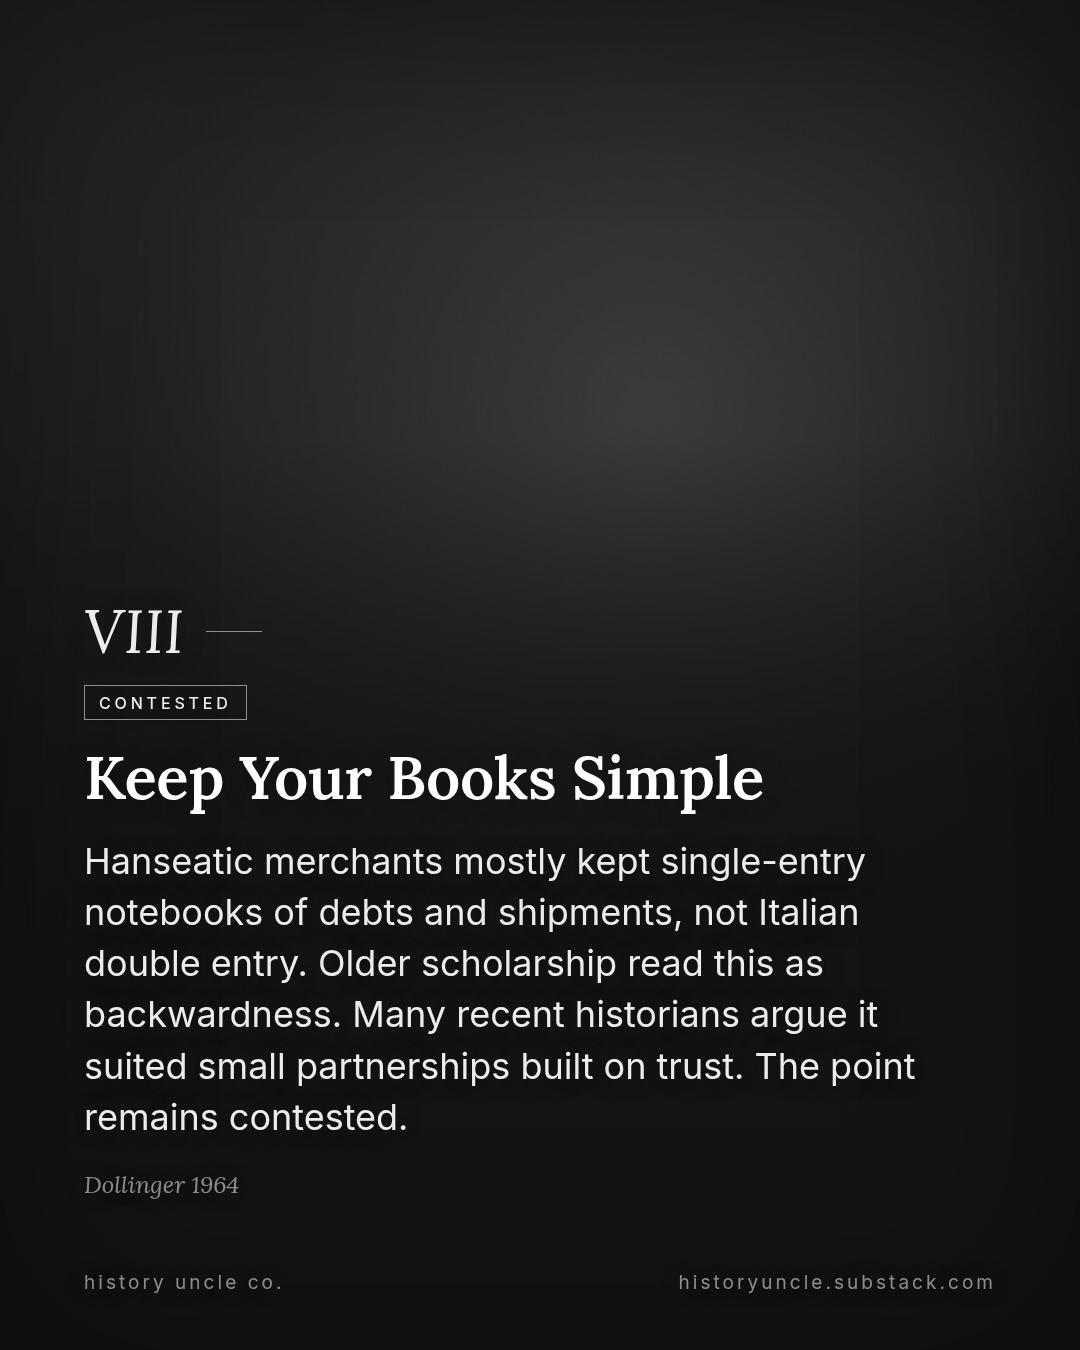 VIII
CONTESTED
Keep Your Books Simple
Hanseatic merchants mostly kept single-entry
notebooks of debts and shipments, not Italian
double entry. Older scholarship read this as
backwardness. Many recent historians argue it
suited small partnerships built on trust. The point
remains contested.
Dollinger 1964
history uncle co.
historyuncle.substack.com